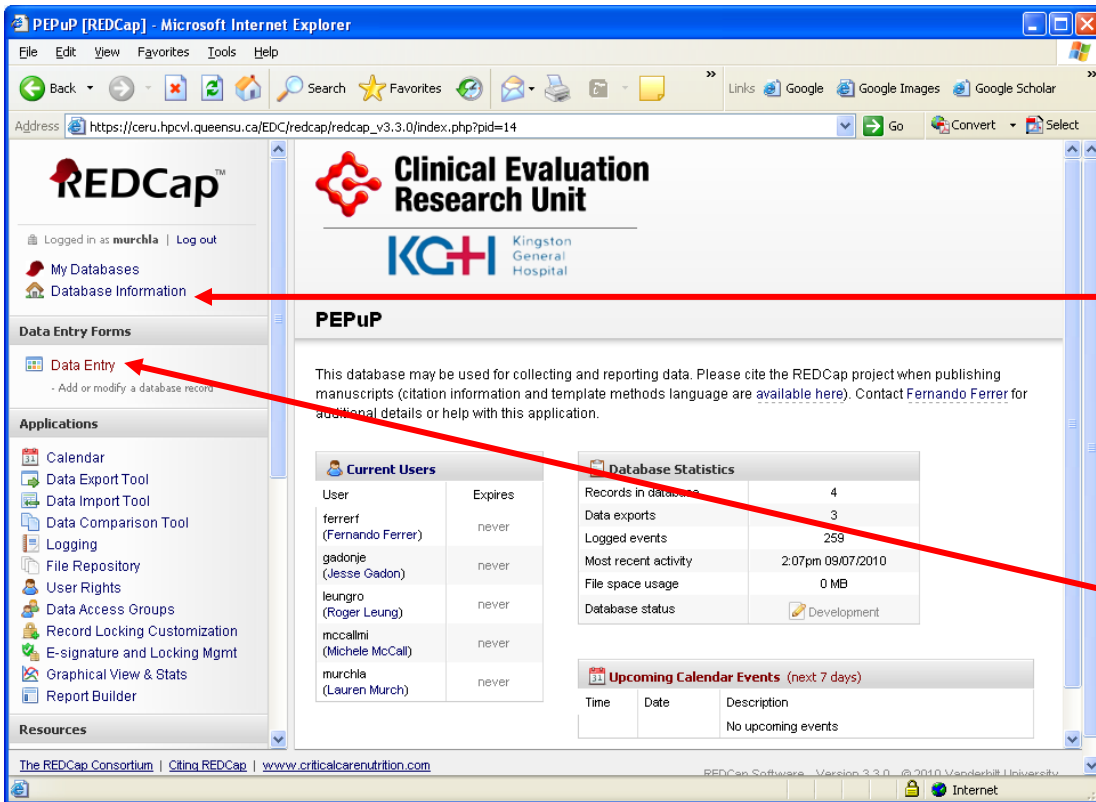 PEPuP [REDCap] - Microsoft Internet Explorer
File Edit View Favorites Tools Help
Back Search Favorites Links Google Google Images Google Scholar
Address https://ceru.hpcvl.queensu.ca/EDC/redcap/redcap_v3.3.0/index.php?pid=14 Go Convert Select
REDCap™
Logged in as murchla | Log out
My Databases
Database Information
Data Entry Forms
Data Entry
- Add or modify a database record
Applications
31 Calendar
Data Export Tool
Data Import Tool
Data Comparison Tool
Logging
File Repository
User Rights
Data Access Groups
Record Locking Customization
E-signature and Locking Mgmt
Graphical View & Stats
Report Builder
Resources
Clinical Evaluation
Research Unit
KGH Kingston
General
Hospital
PEPuP
This database may be used for collecting and reporting data. Please cite the REDCap project when publishing
manuscripts (citation information and template methods language are available here). Contact Fernando Ferrer for
additional details or help with this application.
Current Users
User Expires
ferrerf
(Fernando Ferrer) never
gadonje
(Jesse Gadon) never
leungro
(Roger Leung) never
mccallmi
(Michele McCall) never
murchla
(Lauren Murch) never
Database Statistics
Records in database 4
Data exports 3
Logged events 259
Most recent activity 2:07pm 09/07/2010
File space usage 0 MB
Database status Development
31 Upcoming Calendar Events (next 7 days)
Time Date Description
No upcoming events
The REDCap Consortium | Citing REDCap | www.criticalcarenutrition.com
REDCap Software Version 3.3.0 © 2010 Vanderbilt University
Internet